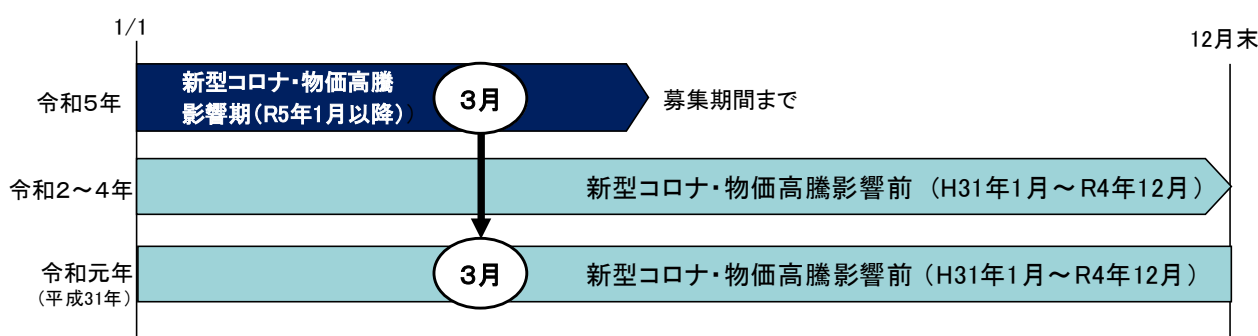 1/1
12月末
令和5年
新型コロナ・物価高騰
影響期(R5年1月以降))
3月
募集期間まで
令和2～4年
新型コロナ・物価高騰影響前 (H31年1月～R4年12月)
令和元年
(平成31年)
3月
新型コロナ・物価高騰影響前 (H31年1月～R4年12月)